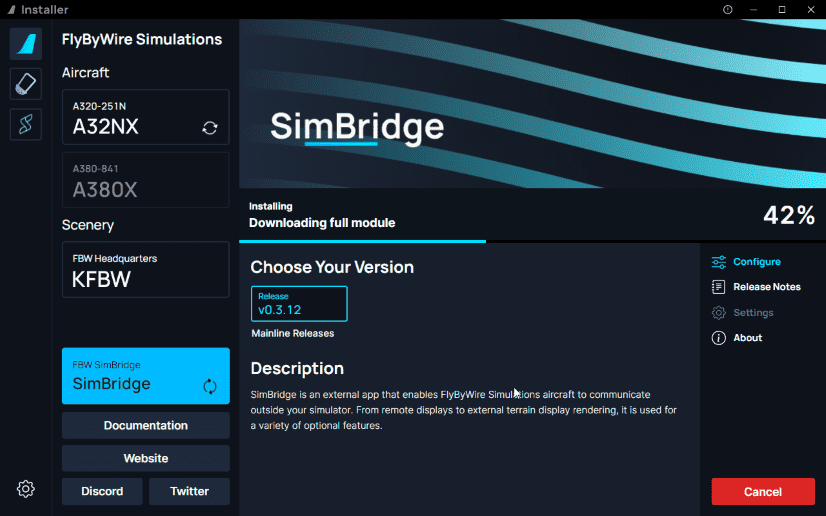 Installer
FlyByWire Simulations
Aircraft
A320-251N
A32NX
A380-841
A380X
Scenery
FBW Headquarters
KFBW
FBW SimBridge
SimBridge
Documentation
Website
Discord
Twitter
SimBridge
Installing
Downloading full module
42%
Choose Your Version
Release
v0.3.12
Mainline Releases
Description
SimBridge is an external app that enables FlyByWire Simulations aircraft to communicate
outside your simulator. From remote displays to external terrain display rendering, it is used for
a variety of optional features.
Configure
Release Notes
Settings
About
Cancel